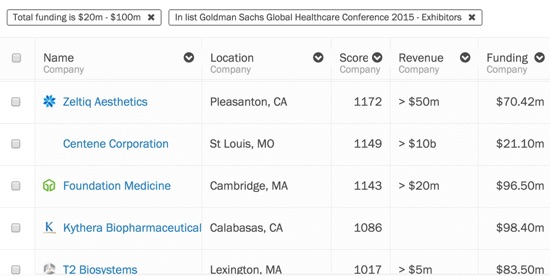 Total funding is $20m - $100m ✖ In list Goldman Sachs Global Healthcare Conference 2015 - Exhibitors ✖
Name Location Score Revenue Funding
Company Company Company Company Company
Zeltiq Aesthetics Pleasanton, CA 1172 > $50m $70.42m
Centene Corporation St Louis, MO 1149 > $10b $21.10m
Foundation Medicine Cambridge, MA 1143 > $20m $96.50m
K Kythera Biopharmaceutical Calabasas, CA 1086 $98.40m
T2 Biosystems Lexington, MA 1017 > $5m $83.50m